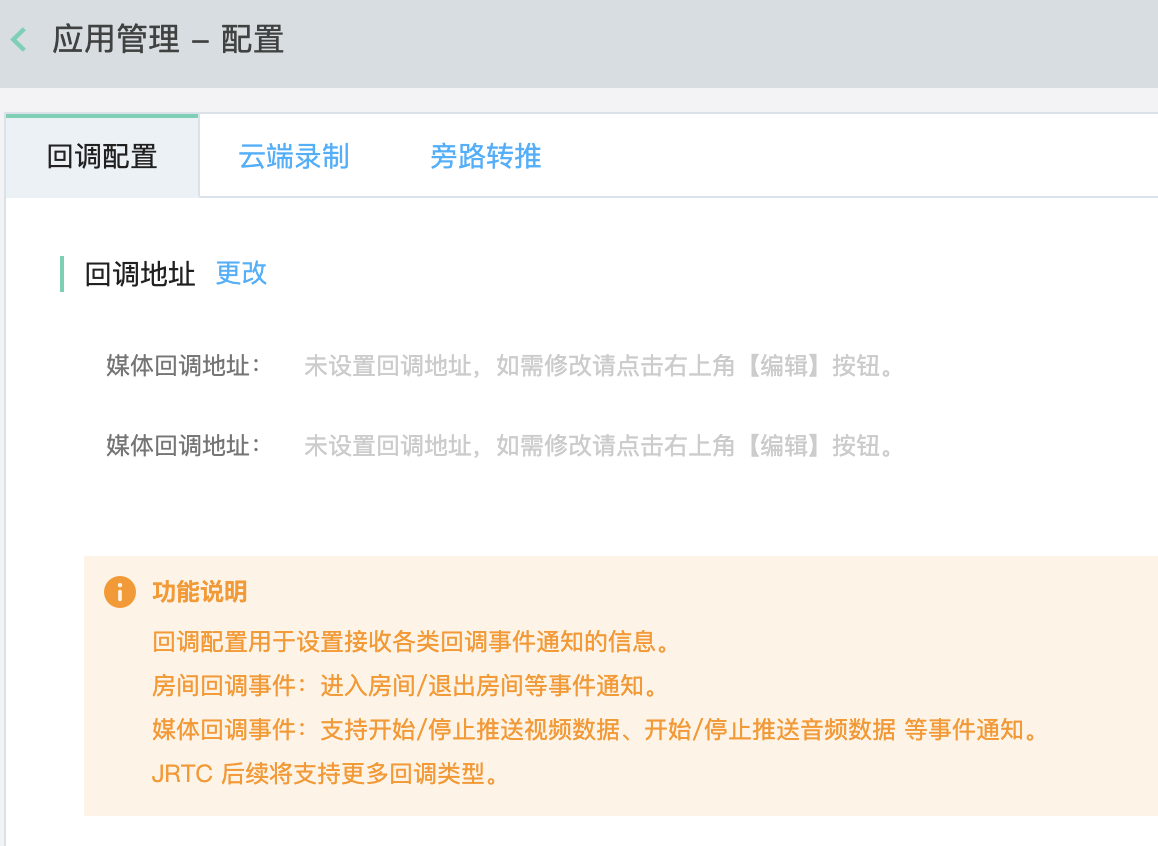 应用管理 – 配置
回调配置 云端录制 旁路转推
回调地址 更改
媒体回调地址： 未设置回调地址，如需修改请点击右上角【编辑】按钮。
媒体回调地址： 未设置回调地址，如需修改请点击右上角【编辑】按钮。
功能说明
回调配置用于设置接收各类回调事件通知的信息。
房间回调事件：进入房间/退出房间等事件通知。
媒体回调事件：支持开始/停止推送视频数据、开始/停止推送音频数据 等事件通知。
JRTC 后续将支持更多回调类型。